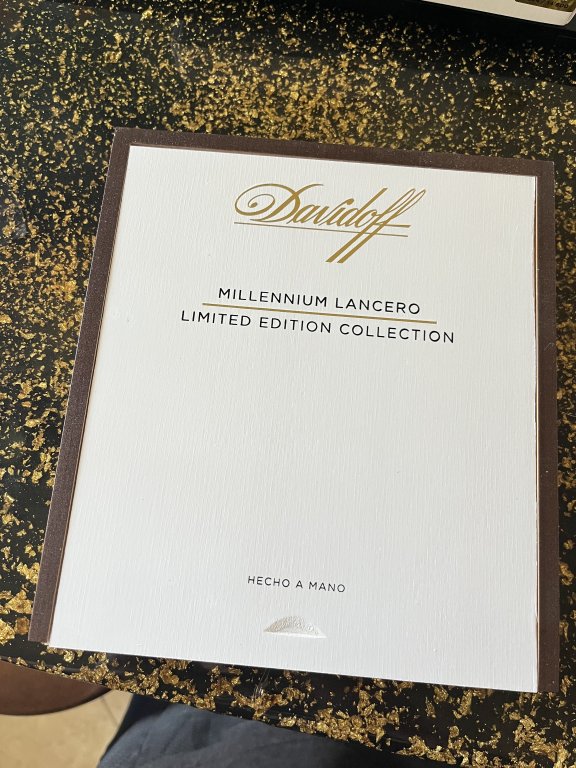 Davidoff
MILLENNIUM LANCERO
LIMITED EDITION COLLECTION
HECHO A MANO